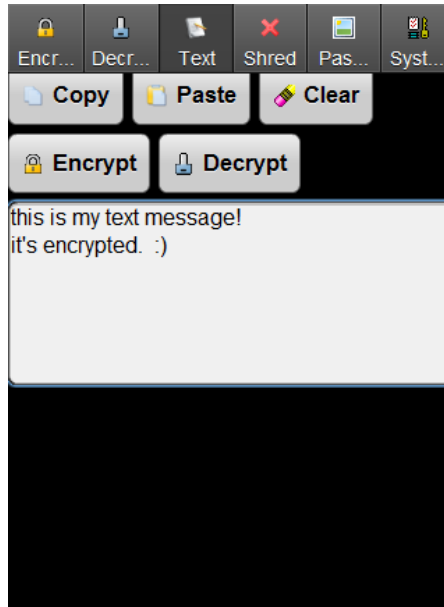 Encr... Decr... Text Shred Pas... Syst...
Copy Paste Clear
Encrypt Decrypt
this is my text message!
it's encrypted.  :)